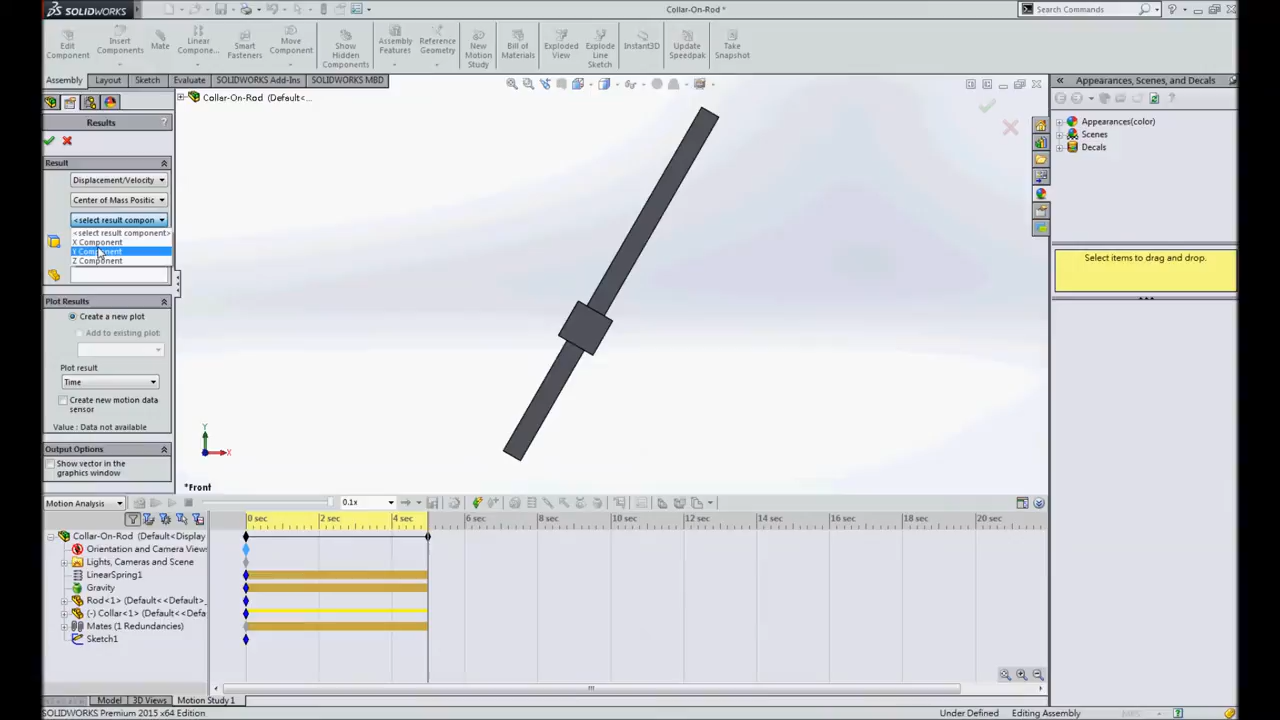 SOLIDWORKS
Collar-On-Rod *
Search Commands
Edit Component
Insert Components
Mate
Linear Compone...
Smart Fasteners
Move Component
Show Hidden Components
Assembly Features
Reference Geometry
New Motion Study
Bill of Materials
Exploded View
Explode Line Sketch
Instant3D
Update Speedpak
Take Snapshot
Assembly
Layout
Sketch
Evaluate
SOLIDWORKS Add-Ins
SOLIDWORKS MBD
Appearances, Scenes, and Decals
Collar-On-Rod (Default<...
Results
?
Result
Displacement/Velocity
Center of Mass Positic
<select result compon
<select result component>
X Component
Y Component
Z Component
Plot Results
Create a new plot
Add to existing plot:
Plot result
Time
Create new motion data
sensor
Value : Data not available
Output Options
Show vector in the
graphics window
Appearances(color)
Scenes
Decals
Select items to drag and drop.
Y
X
*Front
Motion Analysis
0.1x
0 sec
2 sec
4 sec
6 sec
8 sec
10 sec
12 sec
14 sec
16 sec
18 sec
20 sec
Collar-On-Rod (Default<Display
Orientation and Camera Views
Lights, Cameras and Scene
LinearSpring1
Gravity
Rod<1> (Default<<Default>_
(-) Collar<1> (Default<<Defa
Mates (1 Redundancies)
Sketch1
Model
3D Views
Motion Study 1
SOLIDWORKS Premium 2015 x64 Edition
Under Defined
Editing Assembly